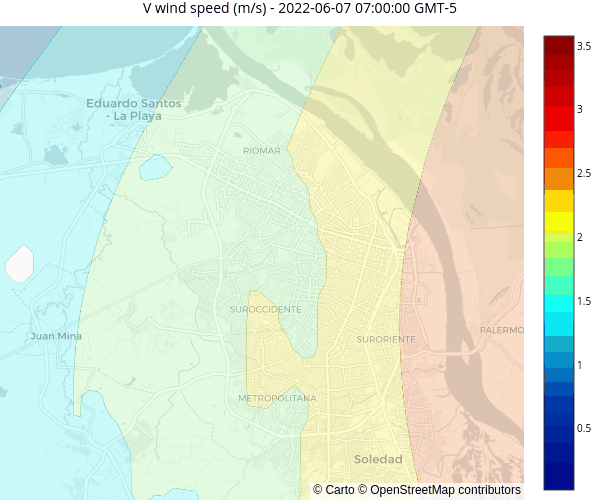 V wind speed (m/s) - 2022-06-07 07:00:00 GMT-5
3.5
Eduardo Santos
- La Playa
3
RIOMAR
2.5
2
SUROCCIDENTE
1.5
Juan Mina
SURORIENTE
PALERMO
1
METROPOLITANA
0.5
Soledad
© Carto © OpenStreetMap contributors